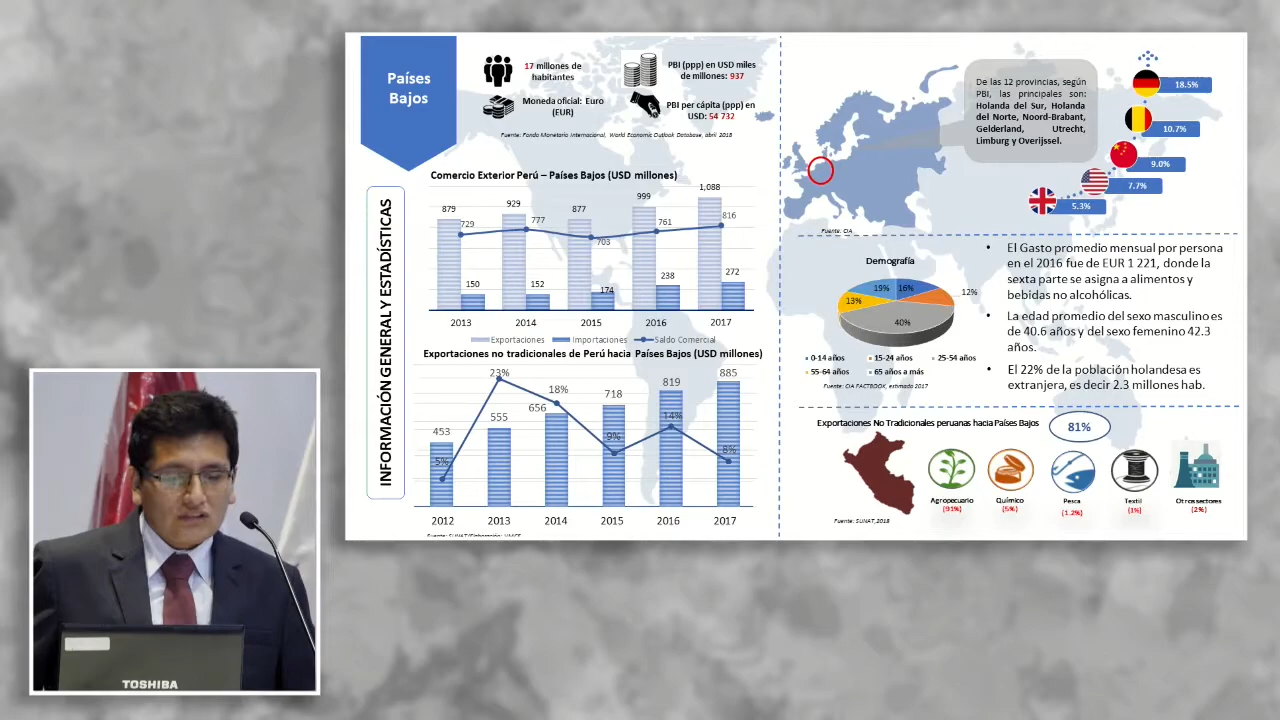 Países
Bajos
17 millones de
habitantes
Moneda oficial: Euro
(EUR)
PBI (ppp) en USD miles
de millones: 937
PBI per cápita (ppp) en
USD: 54 732
Fuente: Fondo Monetario Internacional, World Economic Outlook Database, abril 2018
INFORMACIÓN GENERAL Y ESTADÍSTICAS
Comercio Exterior Perú – Países Bajos (USD millones)
879 929 877 999 1,088
729 777 703 761 816
150 152 174 238 272
2013 2014 2015 2016 2017
Exportaciones Importaciones Saldo Comercial
Exportaciones no tradicionales de Perú hacia Países Bajos (USD millones)
453 555 656 718 819 885
5% 23% 18% 9% 14% 8%
2012 2013 2014 2015 2016 2017
Fuente: SUNAT/Elaboración:
De las 12 provincias, según
PBI, las principales son:
Holanda del Sur, Holanda
del Norte, Noord-Brabant,
Gelderland, Utrecht,
Limburg y Overijssel.
18.5%
10.7%
9.0%
7.7%
5.3%
Fuente: CIA
Demografía
19% 16%
12%
13%
40%
0-14 años 15-24 años 25-54 años
55-64 años 65 años a más
Fuente: CIA FACTBOOK, estimado 2017
• El Gasto promedio mensual por persona
en el 2016 fue de EUR 1 221, donde la
sexta parte se asigna a alimentos y
bebidas no alcohólicas.
• La edad promedio del sexo masculino es
de 40.6 años y del sexo femenino 42.3
años.
• El 22% de la población holandesa es
extranjera, es decir 2.3 millones hab.
Exportaciones No Tradicionales peruanas hacia Países Bajos
81%
Agropecuario Químico Pesca Textil Otros sectores
(91%) (5%) (1.2%) (1%) (2%)
Fuente: SUNAT, 2018
TOSHIBA